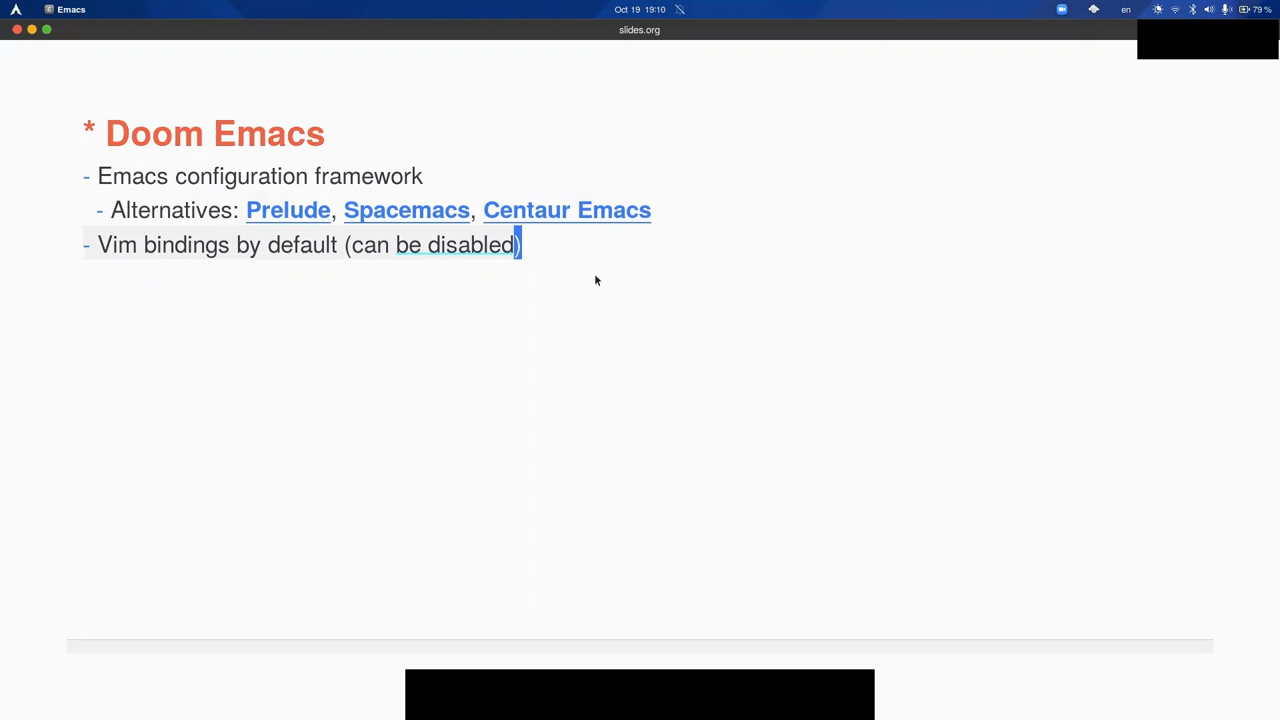 Emacs
Oct 19 19:10
en
79 %
slides.org
* Doom Emacs
- Emacs configuration framework
- Alternatives: Prelude, Spacemacs, Centaur Emacs
- Vim bindings by default (can be disabled)